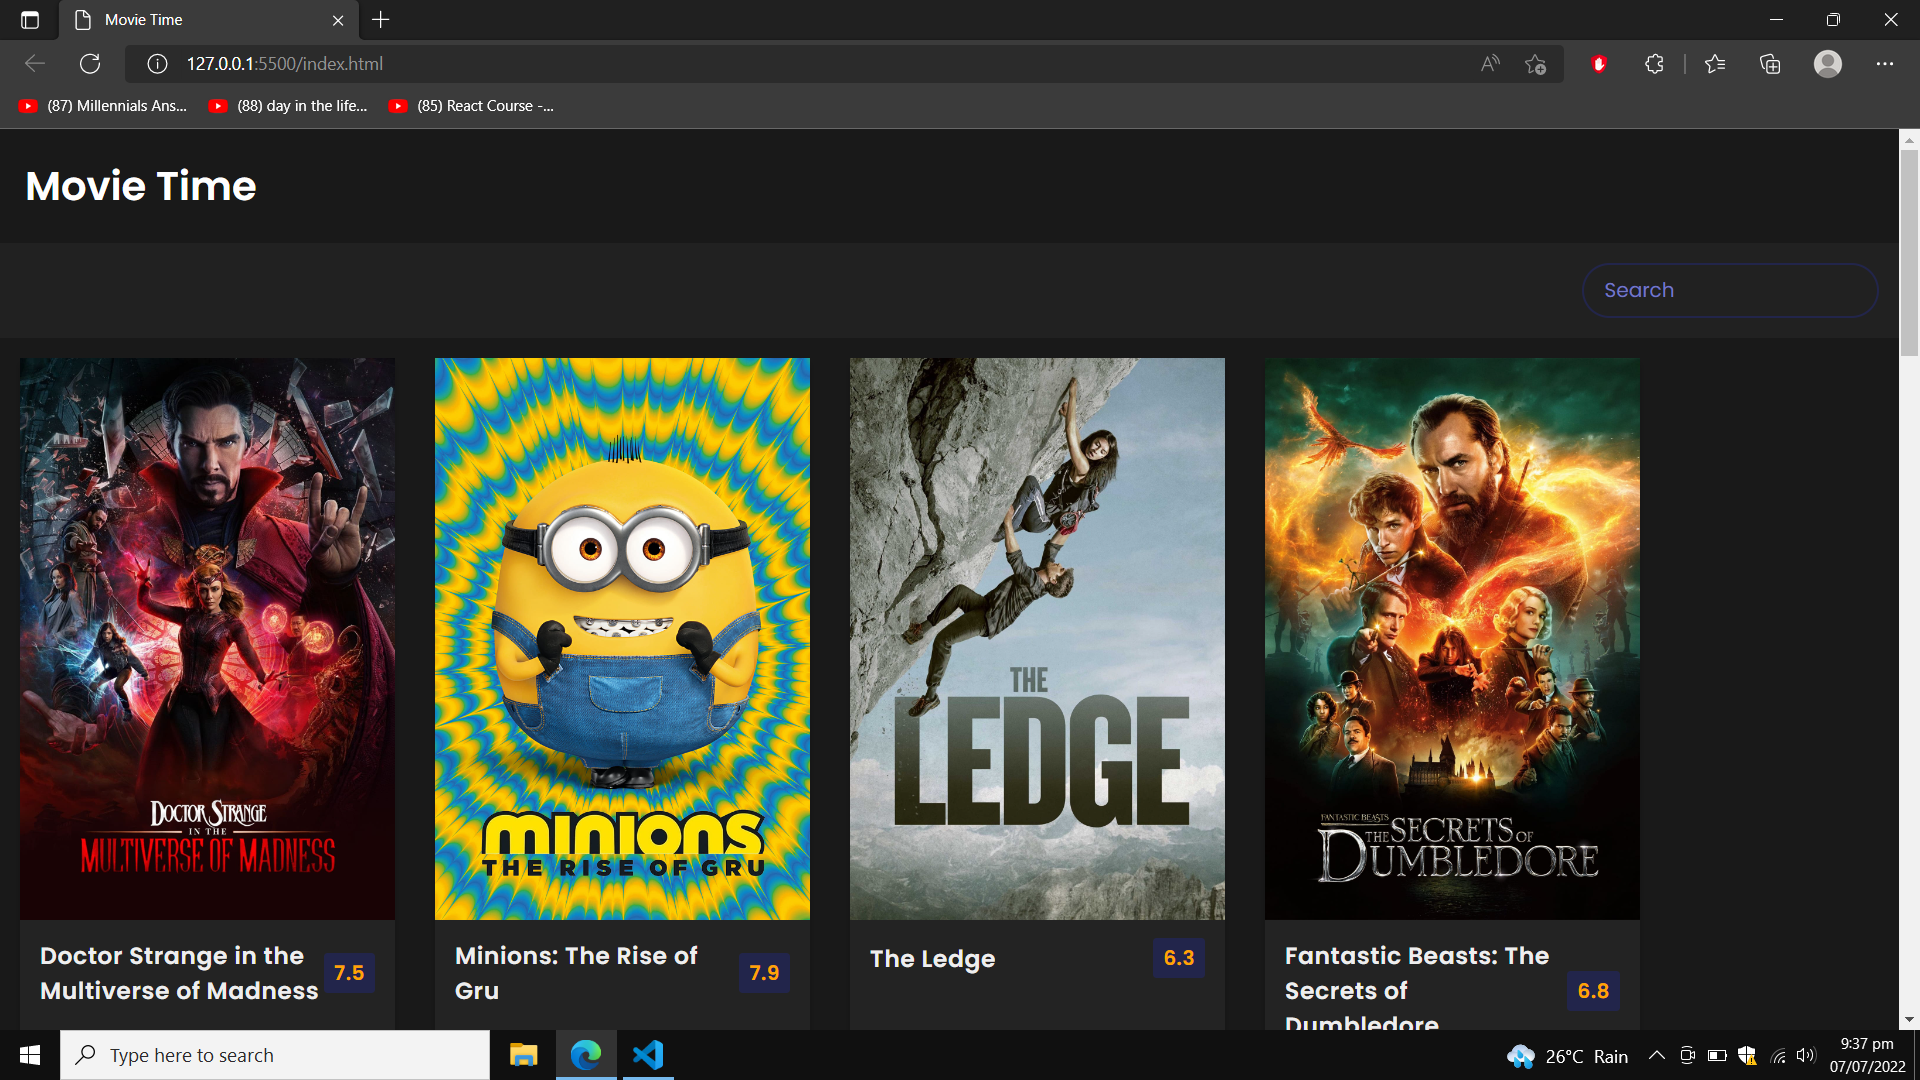 Movie Time
127.0.0.1:5500/index.html
(87) Millennials Ans...
(88) day in the life...
(85) React Course -...
Movie Time
Search
DOCTOR STRANGE
IN THE
MULTIVERSE OF MADNESS
minions
THE RISE OF GRU
THE
LEDGE
FANTASTIC BEASTS
THE SECRETS OF
DUMBLEDORE
Doctor Strange in the
Multiverse of Madness
7.5
Minions: The Rise of
Gru
7.9
The Ledge
6.3
Fantastic Beasts: The
Secrets of
Dumbledore
6.8
Type here to search
26°C Rain
9:37 pm
07/07/2022